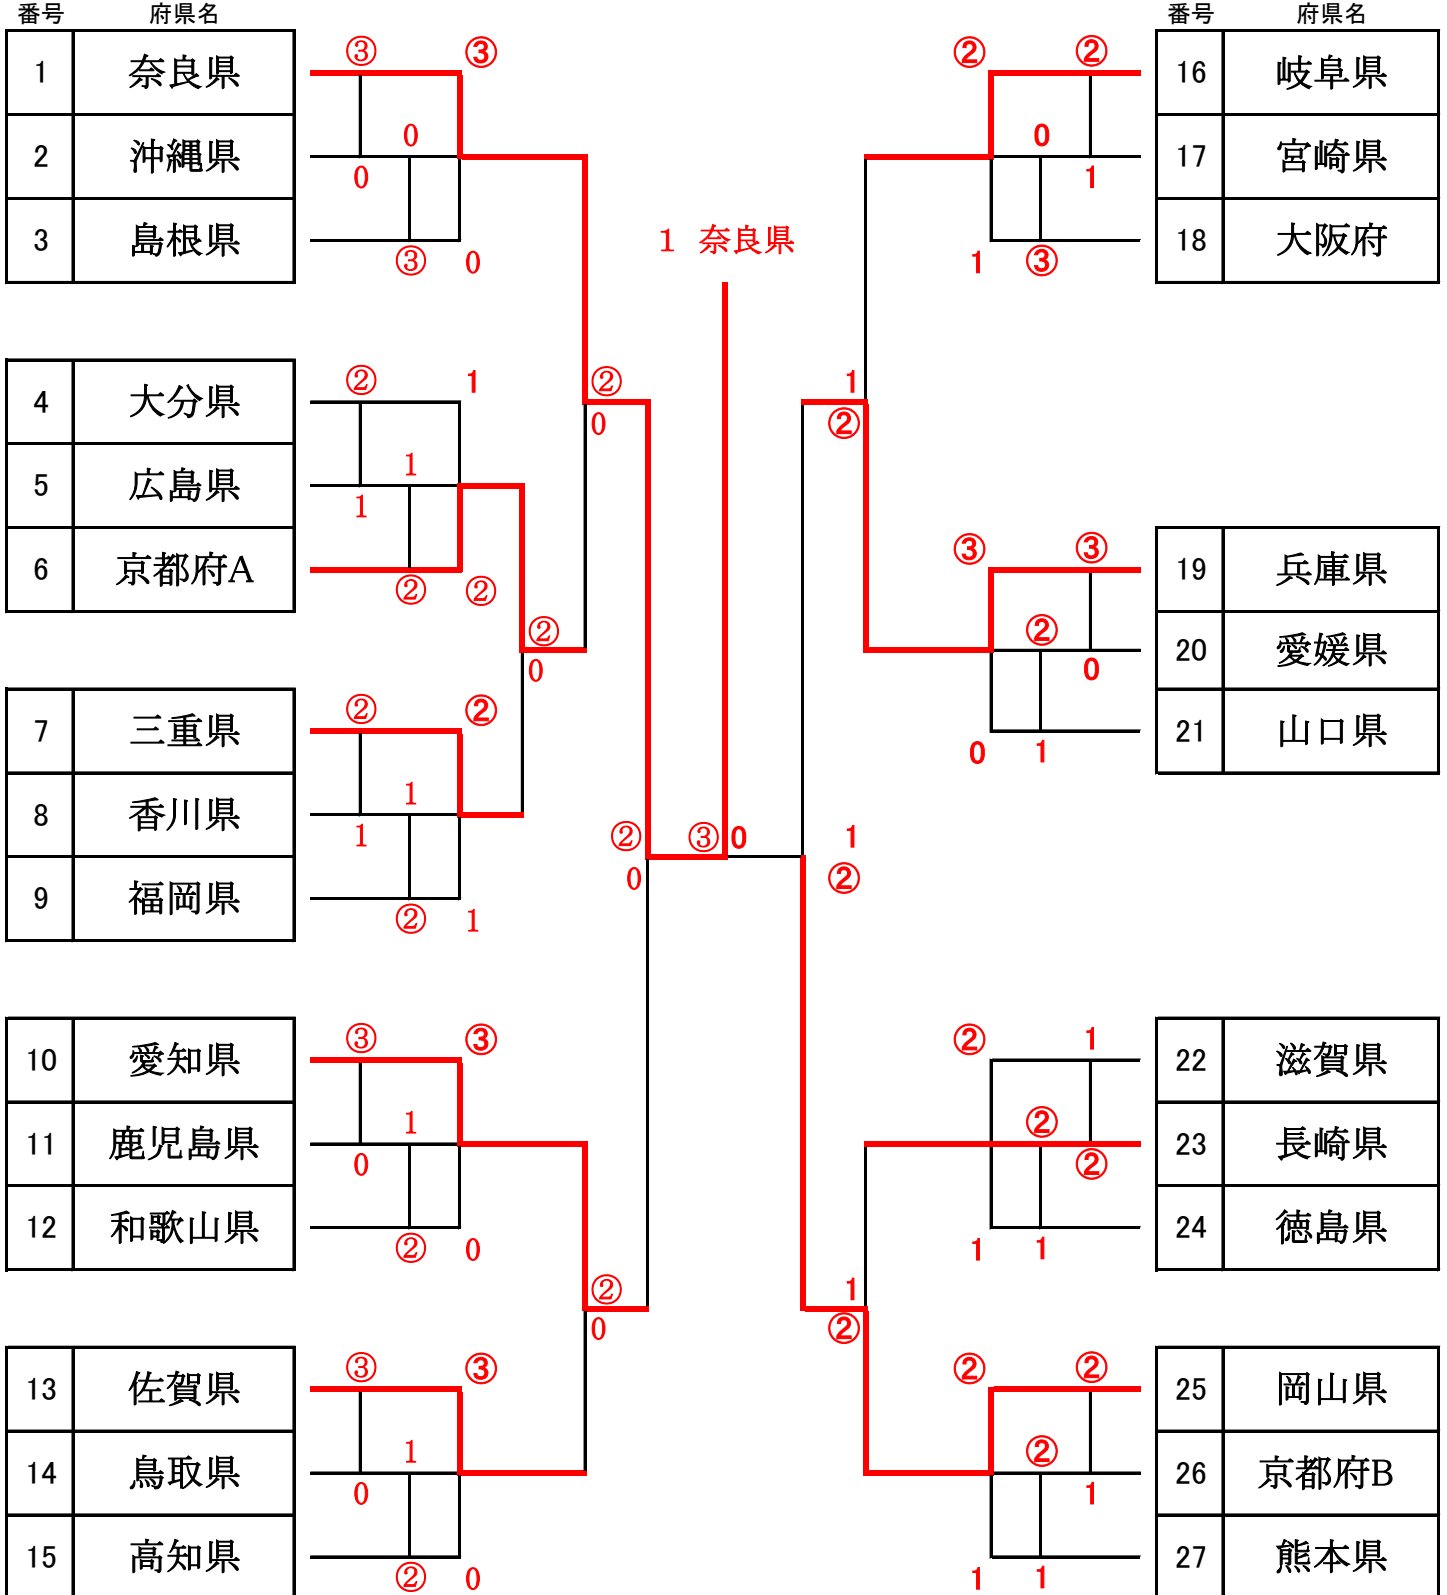 番号 府県名 番号 府県名
③ ③ ② ②
1 奈良県 16 岐阜県
0 0
2 沖縄県 17 宮崎県
0 1
3 島根県 1 奈良県 18 大阪府
③ 0 1 ③
② 1 ② 1
4 大分県
0 ②
1
5 広島県
1
③ ③
6 京都府A 19 兵庫県
② ②
② ②
20 愛媛県
0 0
② ②
7 三重県 21 山口県
0 1
1
8 香川県
1 ② ③ 0 1
0 ②
9 福岡県
② 1
③ ③ ② 1
10 愛知県 22 滋賀県
1 ②
11 鹿児島県 23 長崎県
0 ②
12 和歌山県 24 徳島県
② 0 1 1
② 1
0 ②
③ ③ ② ②
13 佐賀県 25 岡山県
1 ②
14 鳥取県 26 京都府B
0 1
15 高知県 27 熊本県
② 0 1 1